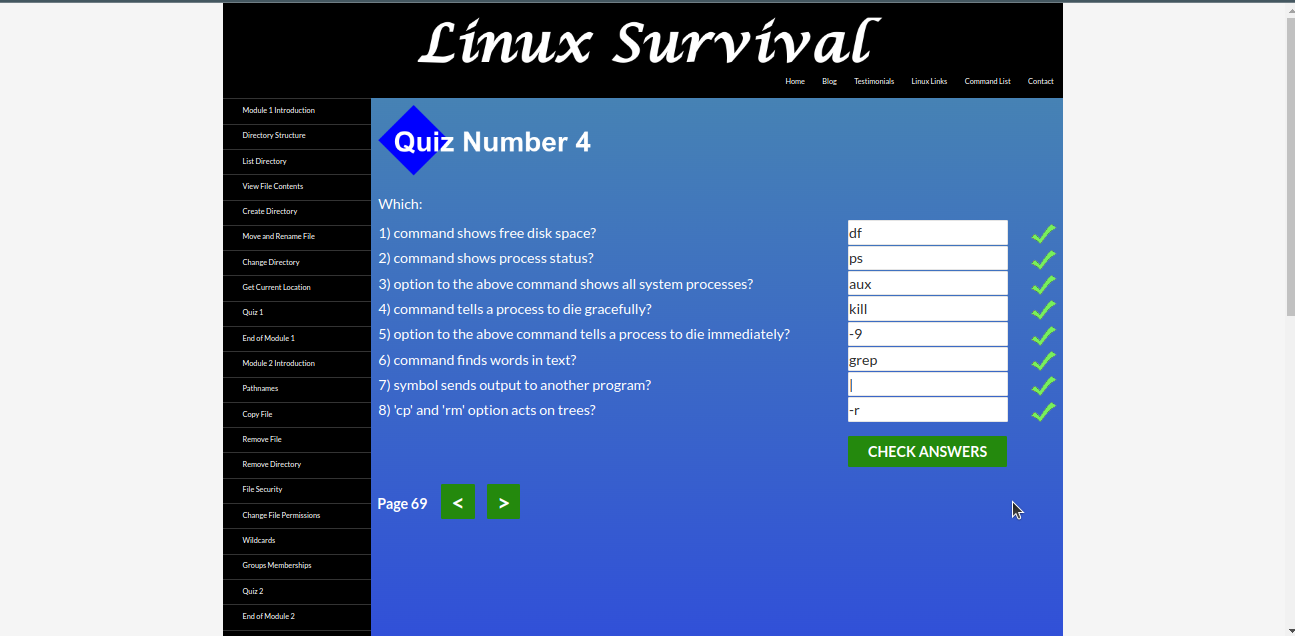 Linux Survival
Home Blog Testimonials Linux Links Command List Contact
Module 1 Introduction
Directory Structure
List Directory
View File Contents
Create Directory
Move and Rename File
Change Directory
Get Current Location
Quiz 1
End of Module 1
Module 2 Introduction
Pathnames
Copy File
Remove File
Remove Directory
File Security
Change File Permissions
Wildcards
Groups Memberships
Quiz 2
End of Module 2
Quiz Number 4
Which:
1) command shows free disk space? df
2) command shows process status? ps
3) option to the above command shows all system processes? aux
4) command tells a process to die gracefully? kill
5) option to the above command tells a process to die immediately? -9
6) command finds words in text? grep
7) symbol sends output to another program? |
8) 'cp' and 'rm' option acts on trees? -r
CHECK ANSWERS
Page 69 < >